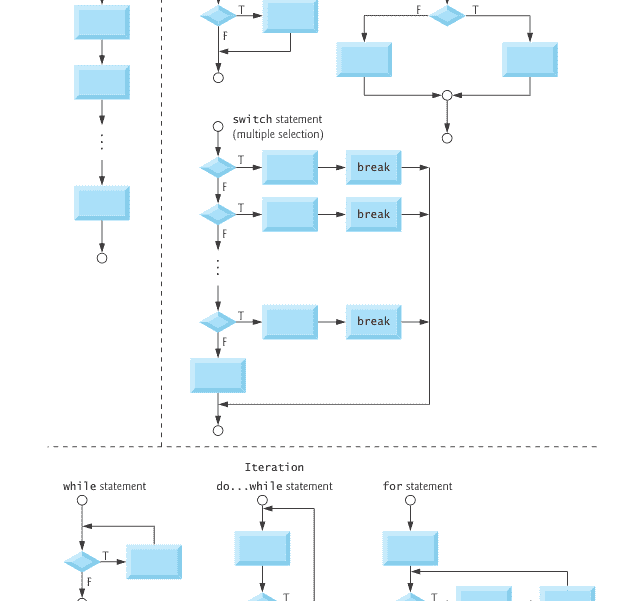 T
F
F T
switch statement
(multiple selection)
T
break
F
T
break
F
T
break
F
Iteration
while statement
do...while statement
for statement
T
F
T
T